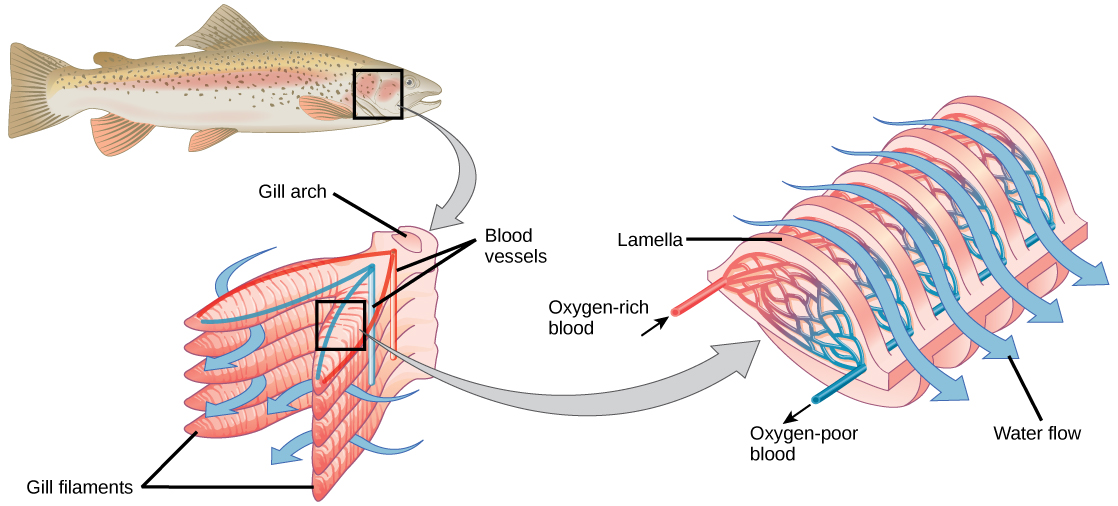 Gill arch
Blood
vessels
Gill filaments
Lamella
Oxygen-rich
blood
Oxygen-poor
blood
Water flow